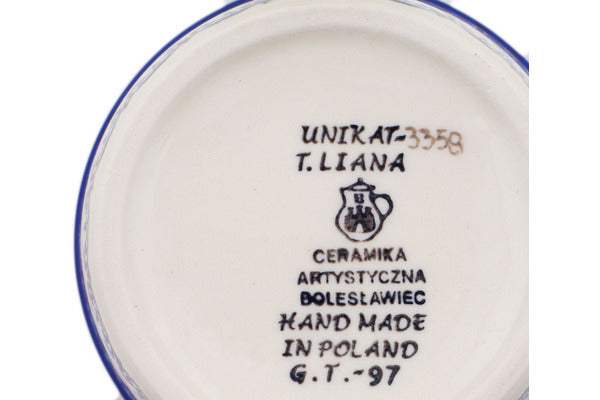 UNIKAT-3358
T. LIANA
B
CERAMIKA
ARTYSTYCZNA
BOLESŁAWIEC
HAND MADE
IN POLAND
G.T.-97